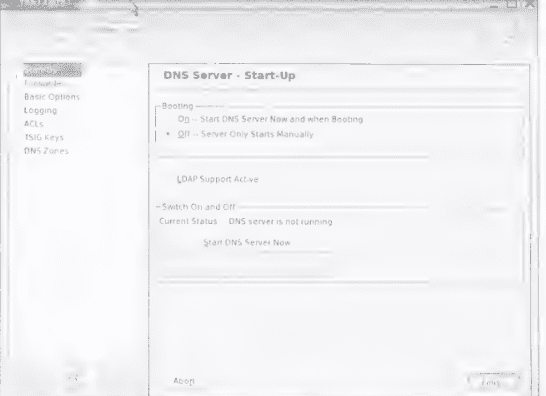 DNS Server - Start-Up
Basic Options
Logging
ACLs
TSIG Keys
DNS Zones
Booting
On -- Start DNS Server Now and when Booting
Off -- Server Only Starts Manually
LDAP Support Active
Switch On and Off
Current Status DNS server is not running
Start DNS Server Now
Abort